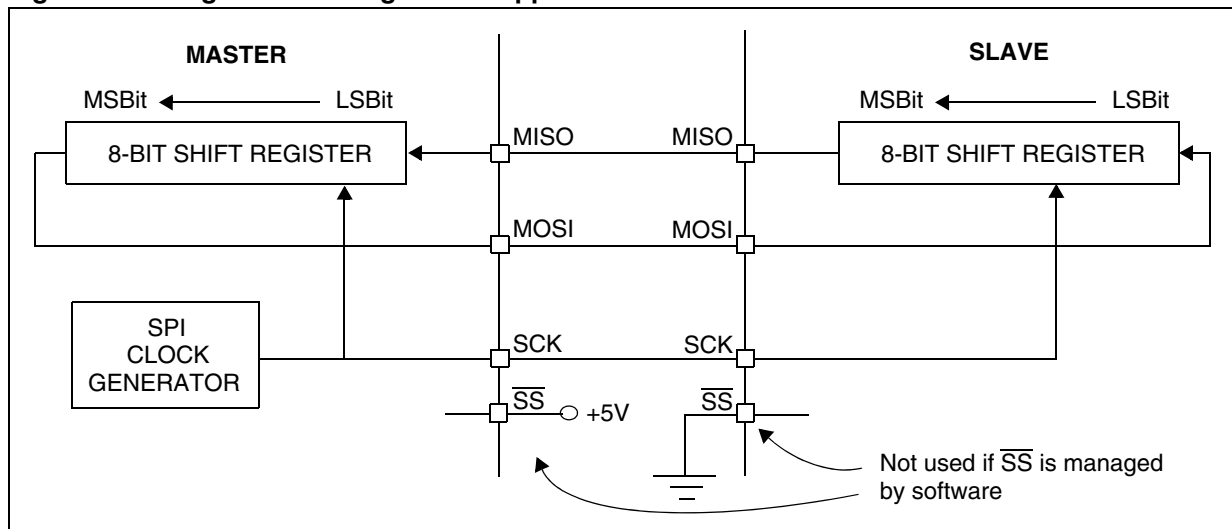 MASTER
SLAVE
MSBit
LSBit
MSBit
LSBit
8-BIT SHIFT REGISTER
MISO
MISO
8-BIT SHIFT REGISTER
MOSI
MOSI
SPI
CLOCK
GENERATOR
SCK
SCK
SS
+5V
SS
Not used if SS is managed
by software